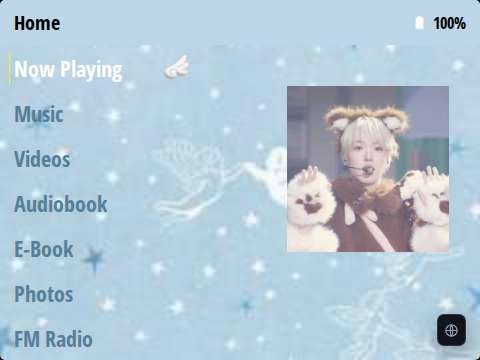 Home
100%
Now Playing
Music
Videos
Audiobook
E-Book
Photos
FM Radio